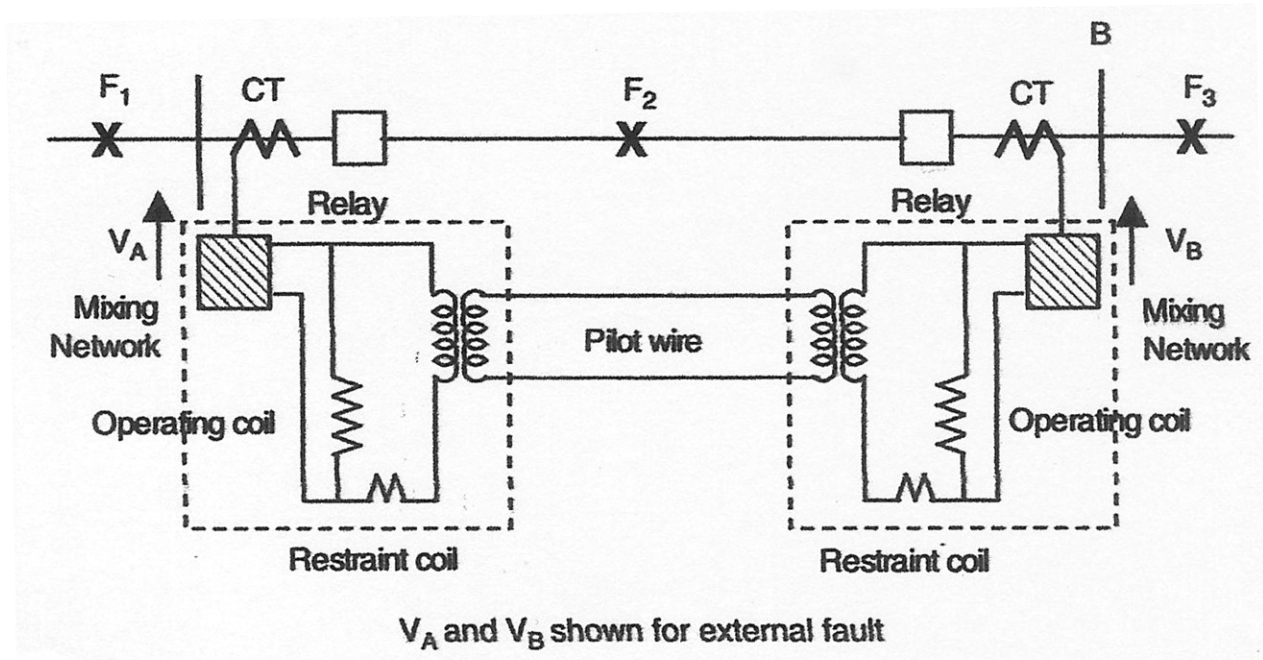 B
F1
CT
F2
CT
F3
Relay
Relay
VA
VB
Mixing
Network
Pilot wire
Mixing
Network
Operating coil
Operating coil
Restraint coil
Restraint coil
VA and VB shown for external fault